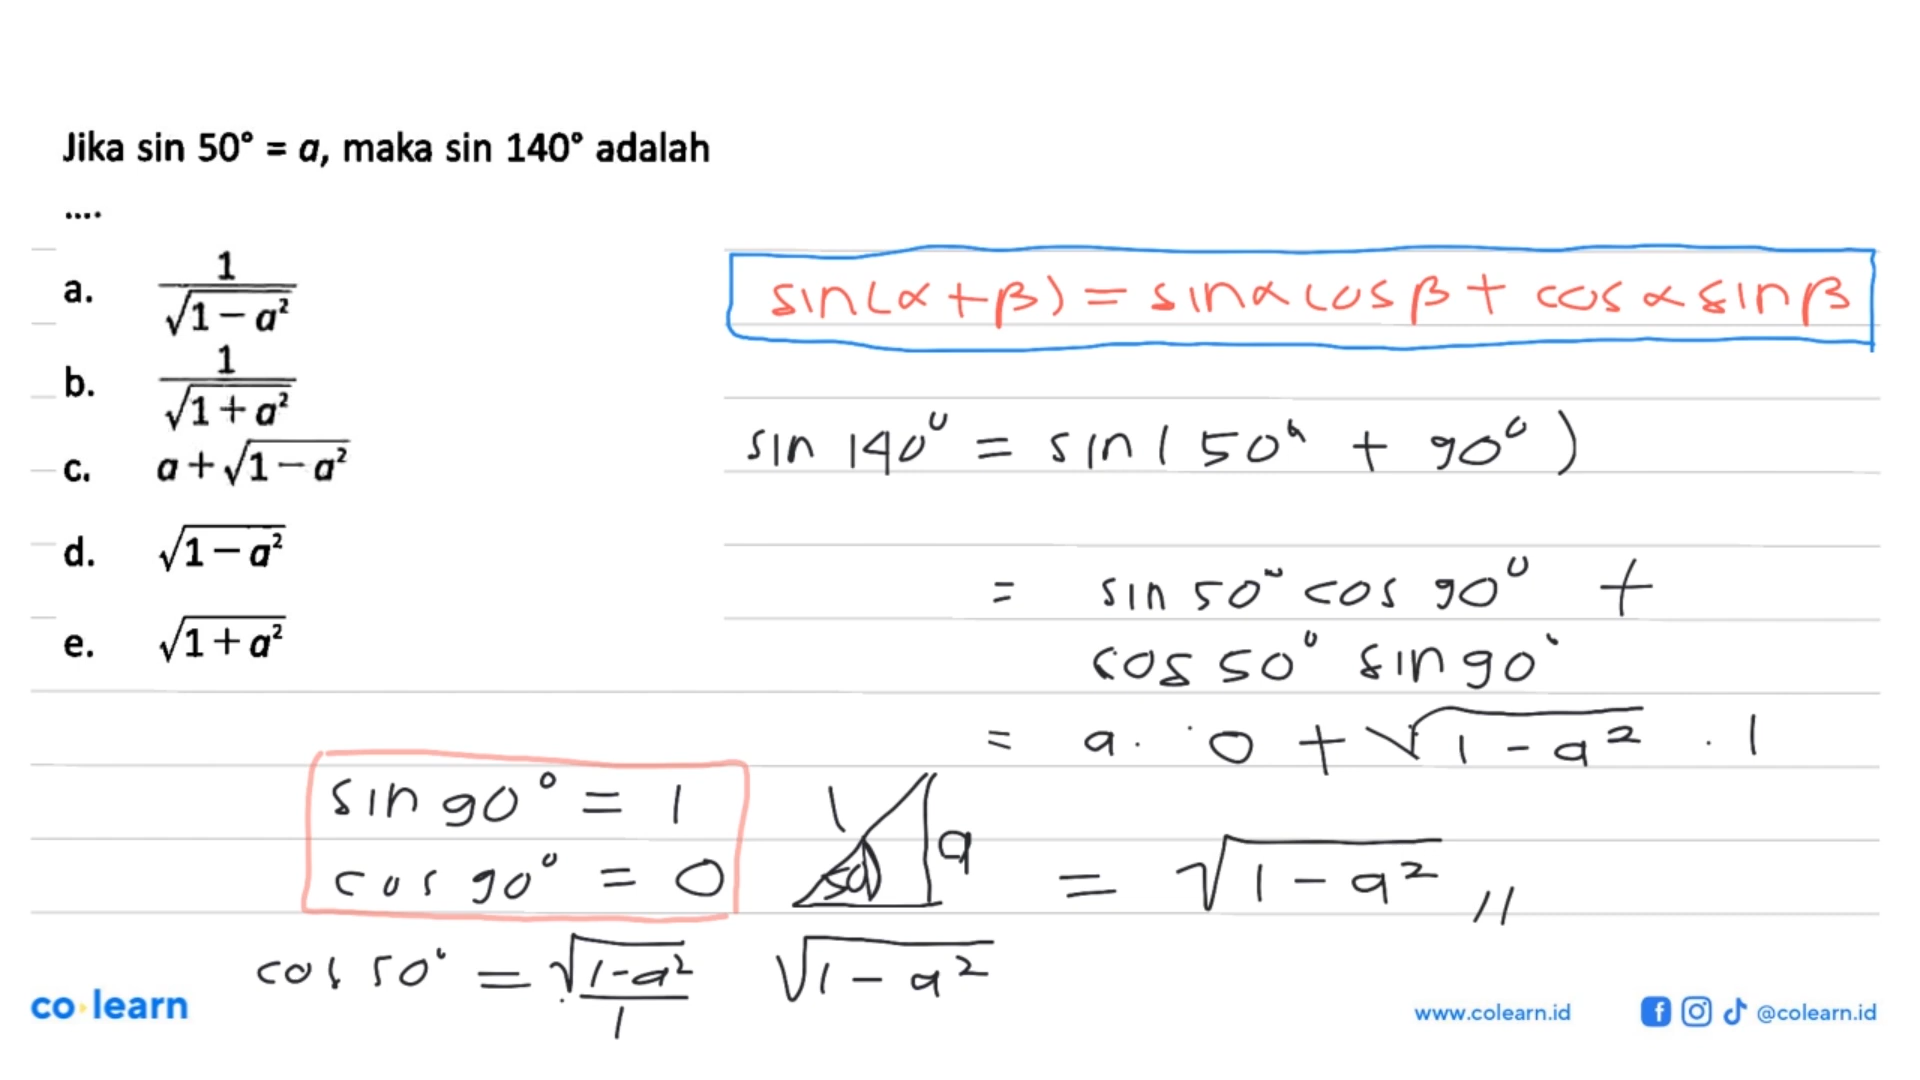 Jika sin 50° = a, maka sin 140° adalah
....
a. 1/√(1 − a²)
b. 1/√(1 + a²)
c. a + √(1 − a²)
d. √(1 − a²)
e. √(1 + a²)
sin(α + β) = sin α cos β + cos α sin β
sin 140° = sin (50° + 90°)
= sin 50° cos 90° +
cos 50° sin 90°
= a . 0 + √(1 − a²) . 1
= √(1 − a²) //
sin 90° = 1
cos 90° = 0
1
50
a
√(1 − a²)
cos 50° = √(1 − a²)/1
co learn
www.colearn.id
@colearn.id